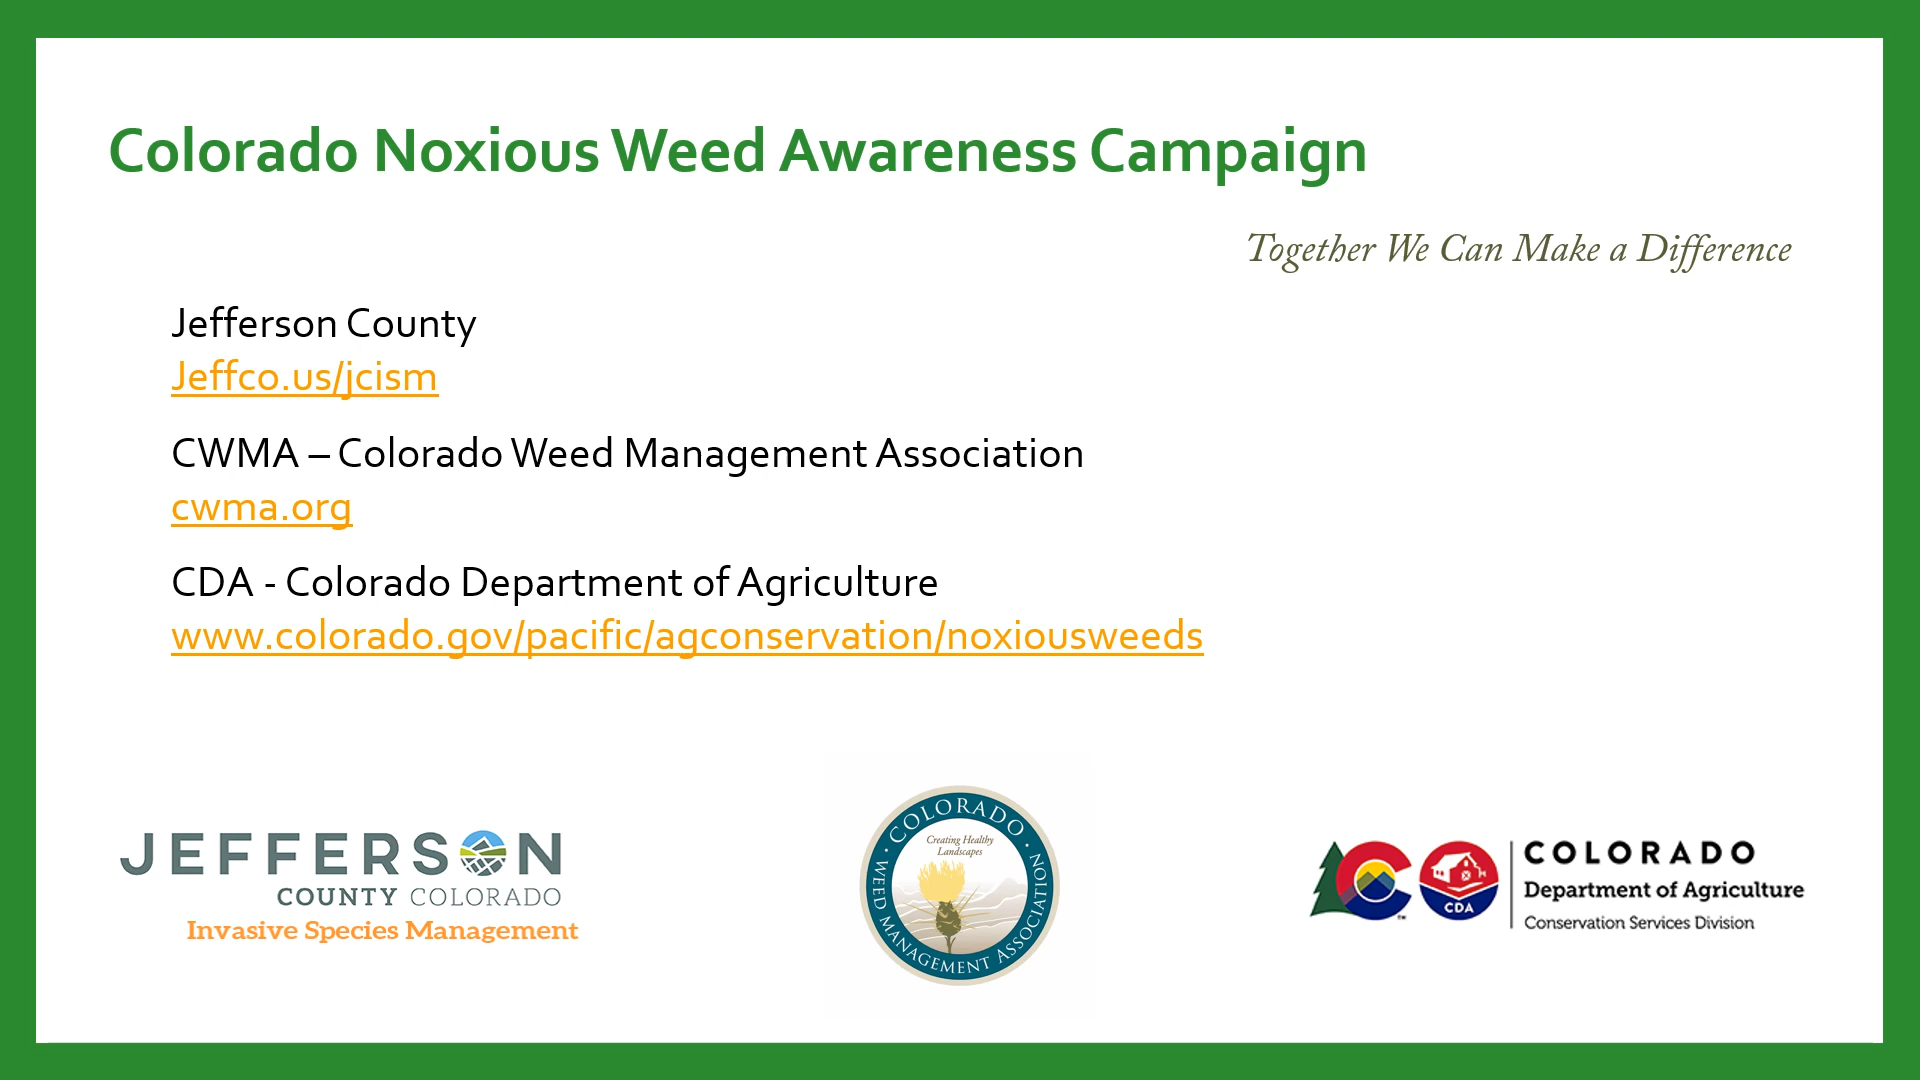 Colorado Noxious Weed Awareness Campaign
Together We Can Make a Difference
Jefferson County
Jeffco.us/jcism
CWMA – Colorado Weed Management Association
cwma.org
CDA - Colorado Department of Agriculture
www.colorado.gov/pacific/agconservation/noxiousweeds
JEFFERSON
COUNTY COLORADO
Invasive Species Management
• COLORADO •
Creating Healthy
Landscapes
WEED MANAGEMENT ASSOCIATION
CDA
TM
COLORADO
Department of Agriculture
Conservation Services Division